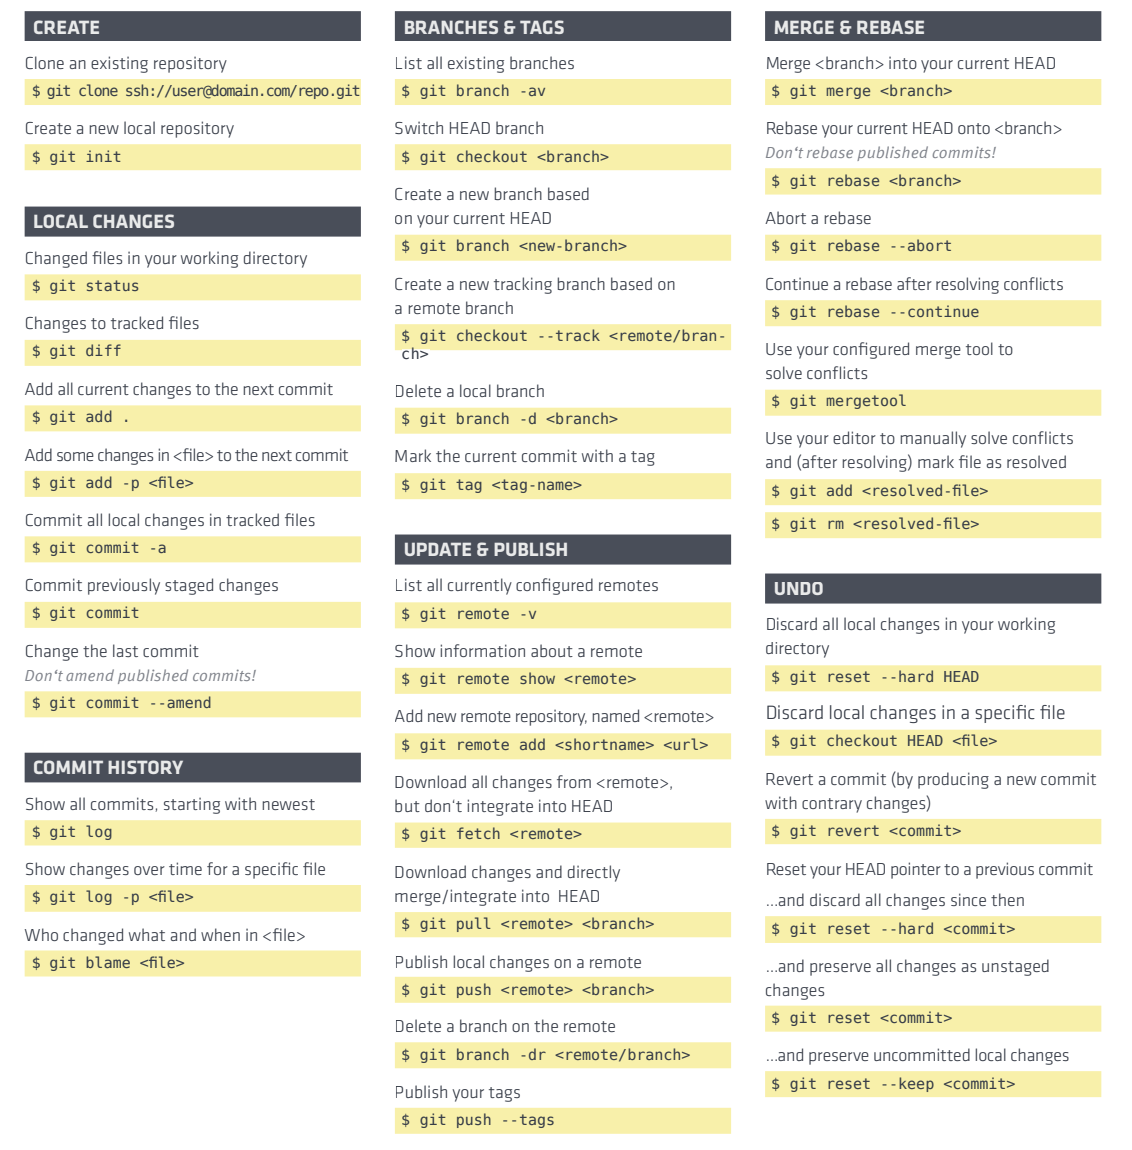 CREATE
Clone an existing repository
$ git clone ssh://user@domain.com/repo.git
Create a new local repository
$ git init
LOCAL CHANGES
Changed files in your working directory
$ git status
Changes to tracked files
$ git diff
Add all current changes to the next commit
$ git add .
Add some changes in <file> to the next commit
$ git add -p <file>
Commit all local changes in tracked files
$ git commit -a
Commit previously staged changes
$ git commit
Change the last commit
Don‘t amend published commits!
$ git commit --amend
COMMIT HISTORY
Show all commits, starting with newest
$ git log
Show changes over time for a specific file
$ git log -p <file>
Who changed what and when in <file>
$ git blame <file>
BRANCHES & TAGS
List all existing branches
$ git branch -av
Switch HEAD branch
$ git checkout <branch>
Create a new branch based
on your current HEAD
$ git branch <new-branch>
Create a new tracking branch based on
a remote branch
$ git checkout --track <remote/bran-
ch>
Delete a local branch
$ git branch -d <branch>
Mark the current commit with a tag
$ git tag <tag-name>
UPDATE & PUBLISH
List all currently configured remotes
$ git remote -v
Show information about a remote
$ git remote show <remote>
Add new remote repository, named <remote>
$ git remote add <shortname> <url>
Download all changes from <remote>,
but don‘t integrate into HEAD
$ git fetch <remote>
Download changes and directly
merge/integrate into HEAD
$ git pull <remote> <branch>
Publish local changes on a remote
$ git push <remote> <branch>
Delete a branch on the remote
$ git branch -dr <remote/branch>
Publish your tags
$ git push --tags
MERGE & REBASE
Merge <branch> into your current HEAD
$ git merge <branch>
Rebase your current HEAD onto <branch>
Don‘t rebase published commits!
$ git rebase <branch>
Abort a rebase
$ git rebase --abort
Continue a rebase after resolving conflicts
$ git rebase --continue
Use your configured merge tool to
solve conflicts
$ git mergetool
Use your editor to manually solve conflicts
and (after resolving) mark file as resolved
$ git add <resolved-file>
$ git rm <resolved-file>
UNDO
Discard all local changes in your working
directory
$ git reset --hard HEAD
Discard local changes in a specific file
$ git checkout HEAD <file>
Revert a commit (by producing a new commit
with contrary changes)
$ git revert <commit>
Reset your HEAD pointer to a previous commit
...and discard all changes since then
$ git reset --hard <commit>
...and preserve all changes as unstaged
changes
$ git reset <commit>
...and preserve uncommitted local changes
$ git reset --keep <commit>